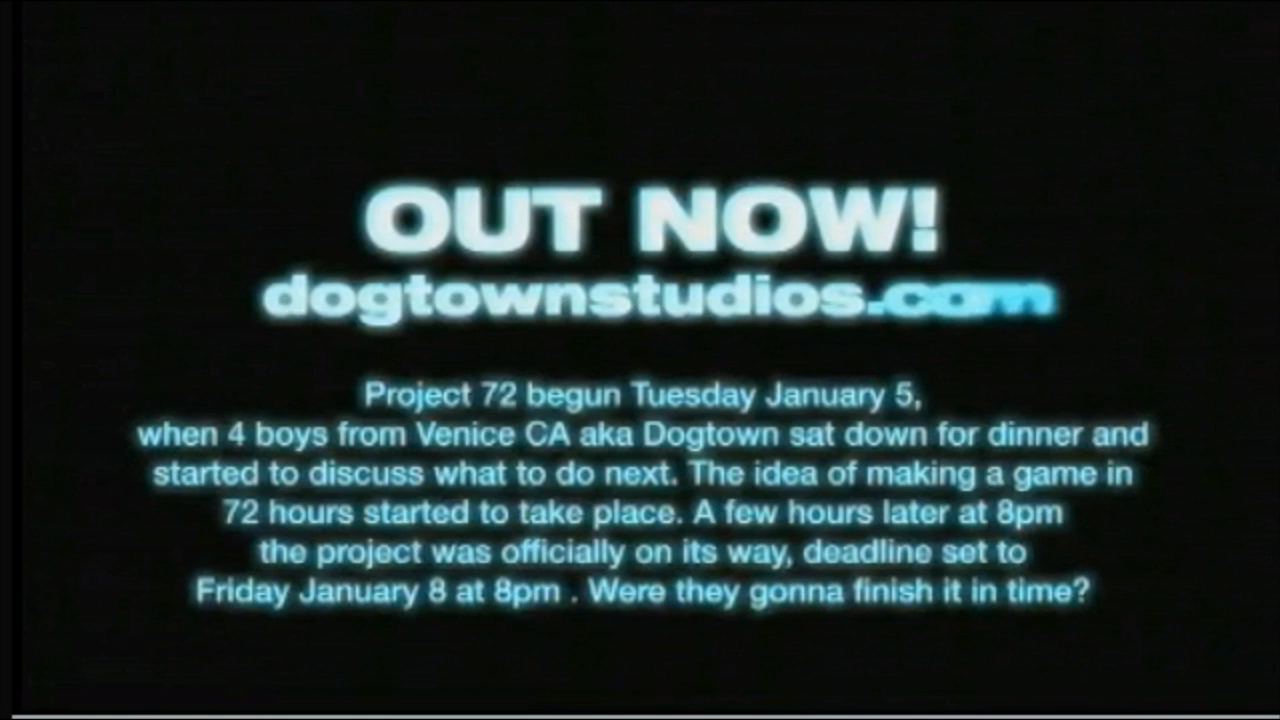 OUT NOW!
dogtownstudios.com
Project 72 begun Tuesday January 5,
when 4 boys from Venice CA aka Dogtown sat down for dinner and
started to discuss what to do next. The idea of making a game in
72 hours started to take place. A few hours later at 8pm
the project was officially on its way, deadline set to
Friday January 8 at 8pm . Were they gonna finish it in time?